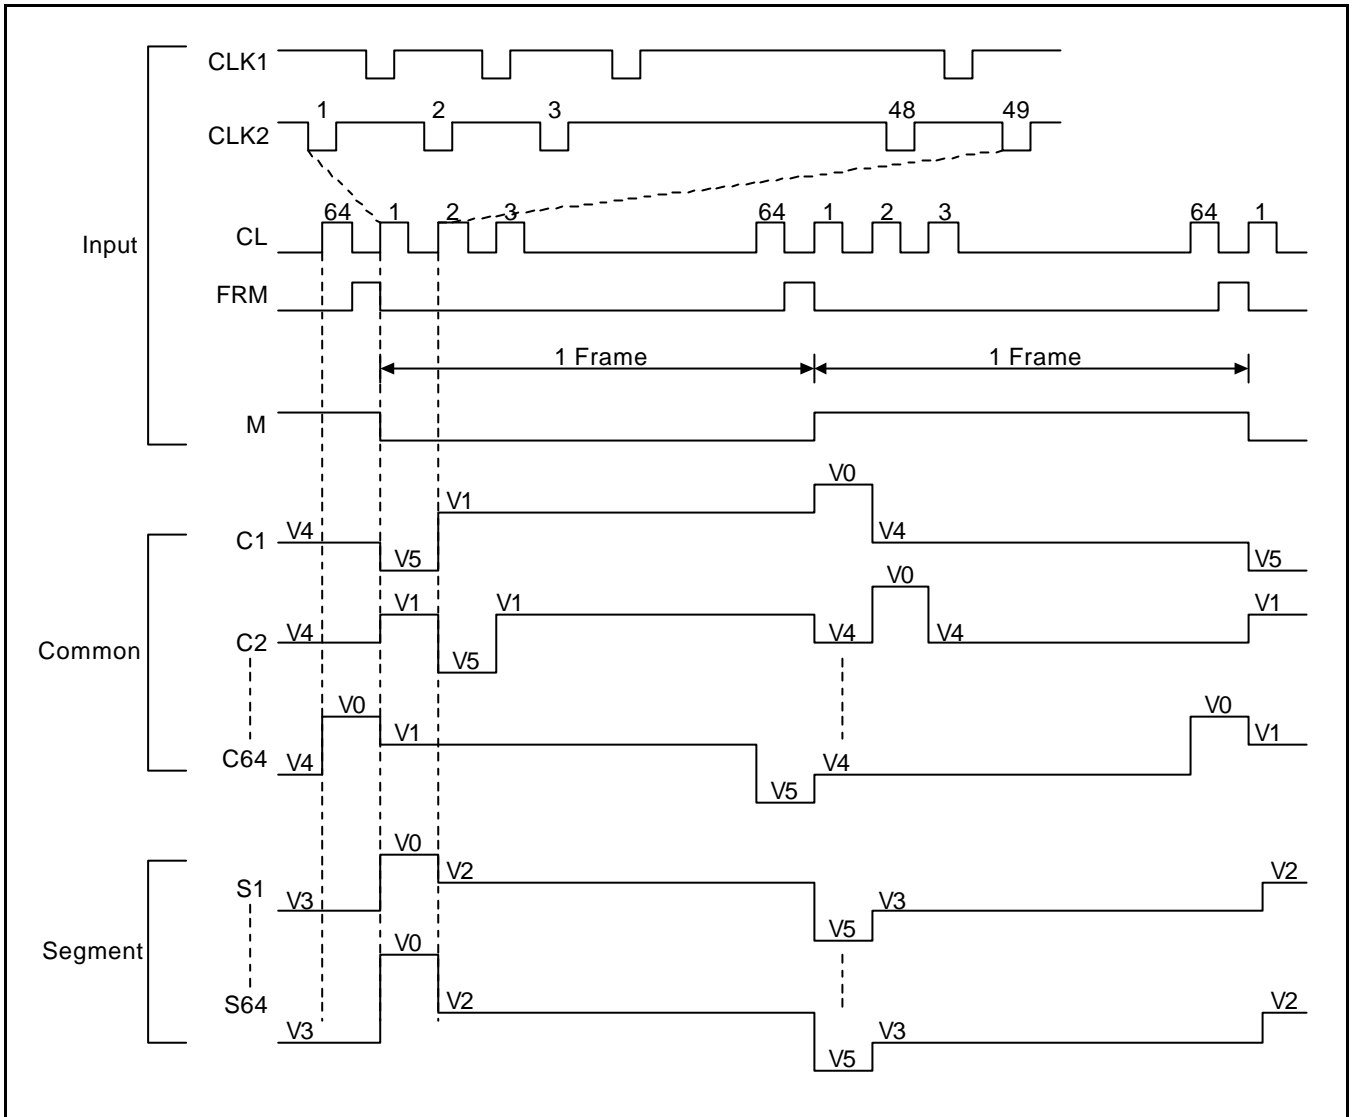 CLK1
1 2 3 48 49
CLK2
64 1 2 3 64 1 2 3 64 1
CL
Input
FRM
1 Frame 1 Frame
M
V0
V1
V4 V4
C1
V5 V5
V0
V1 V1 V1
V4 V4 V4
C2
Common
V5
V0 V0
V1 V1
C64
V4 V4
V5
V0
V2 V2
S1
V3 V3
V5
V0
Segment
V2 V2
S64
V3 V3
V5